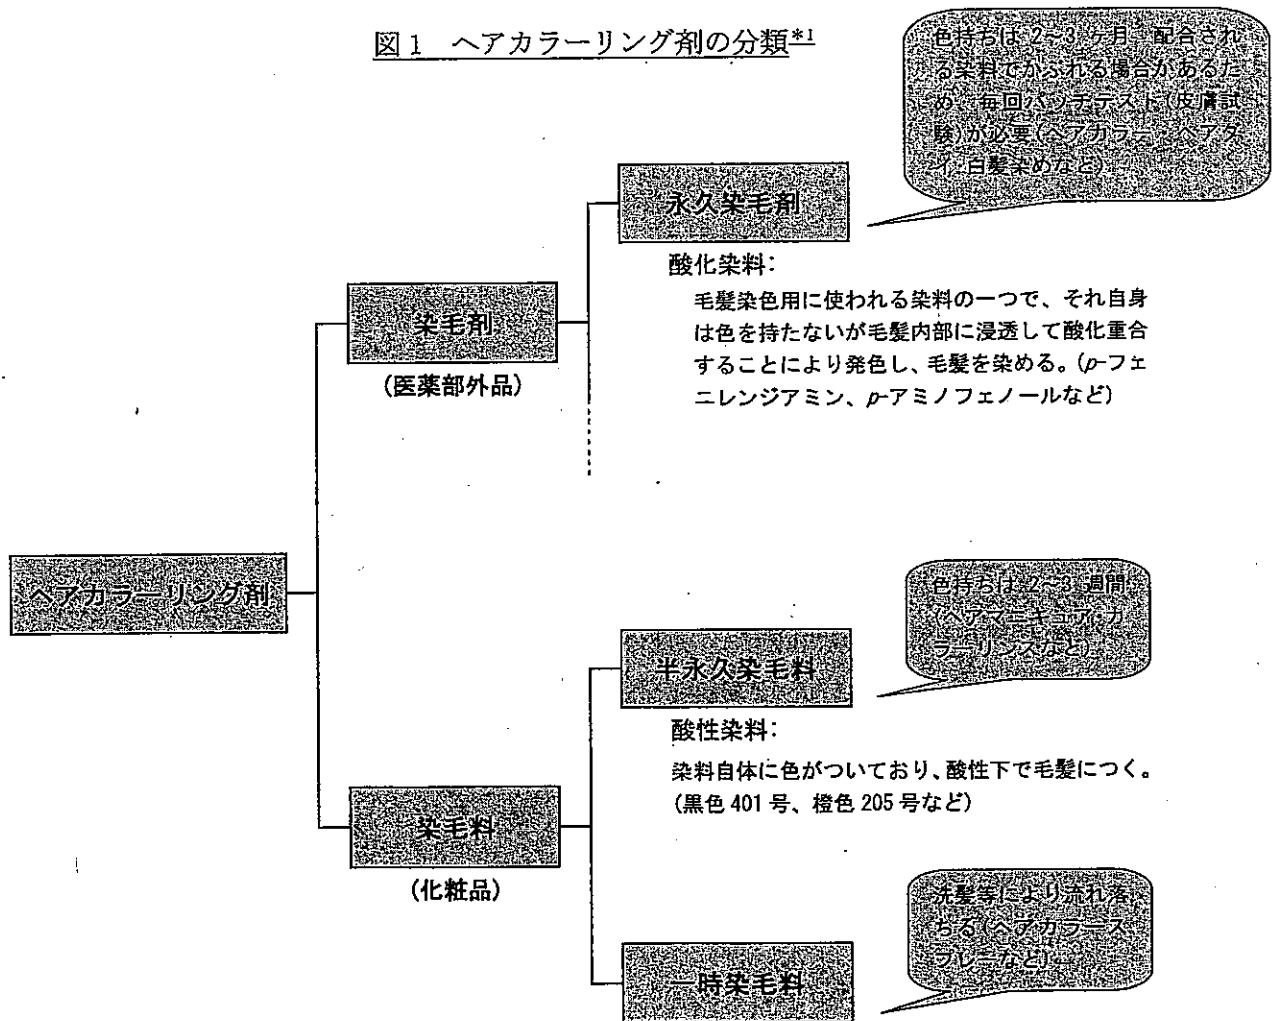 図1 ヘアカラーリング剤の分類*1
色持ちは 2~3 ヶ月 配合され
る染料でかぶれる場合があるた
め、毎回パッチテスト(皮膚試
験)が必要(ヘアカラー、ヘアダ
イ、白髪染めなど)
永久染毛剤
酸化染料:
毛髪染色用に使われる染料の一つで、それ自身
は色を持たないが毛髪内部に浸透して酸化重合
することにより発色し、毛髪を染める。(p-フェ
ニレンジアミン、p-アミノフェノールなど)
染毛剤
(医薬部外品)
ヘアカラーリング剤
色持ちは 2~3 週間
(ヘアマニキュア・カ
ラーリンスなど)
半永久染毛料
酸性染料:
染料自体に色がついており、酸性下で毛髪につく。
(黒色 401 号、橙色 205 号など)
染毛料
(化粧品)
洗髪等により流れ落
ちる(ヘアカラース
プレーなど)
一時染毛料